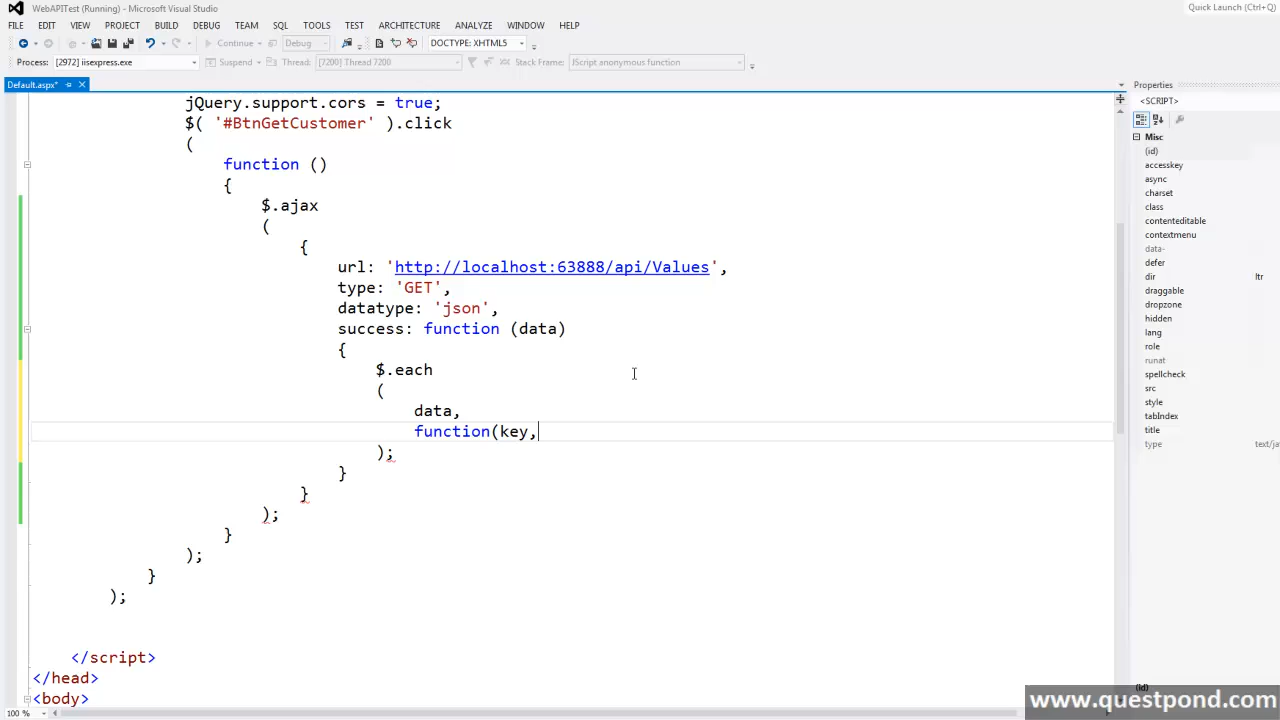 WebAPITest (Running) - Microsoft Visual Studio
Quick Launch (Ctrl+Q)
FILE EDIT VIEW PROJECT BUILD DEBUG TEAM SQL TOOLS TEST ARCHITECTURE ANALYZE WINDOW HELP
Continue Debug DOCTYPE: XHTML5
Process: [2972] iisexpress.exe Suspend Thread: [7200] Thread 7200 Stack Frame: JScript anonymous function
Default.aspx*
Properties
jQuery.support.cors = true;
<SCRIPT>
$( '#BtnGetCustomer' ).click
(
Misc
(id)
function ()
accesskey
async
{
charset
$.ajax
class
(
contenteditable
contextmenu
{
data-
url: 'http://localhost:63888/api/Values',
defer
type: 'GET',
dir ltr
draggable
datatype: 'json',
dropzone
success: function (data)
hidden
lang
{
role
$.each
runat
spellcheck
(
src
data,
style
tabIndex
function(key,
title
);
type text/ja
}
}
);
}
);
}
);
</script>
</head>
(id)
<body>
www.questpond.com/
100 %